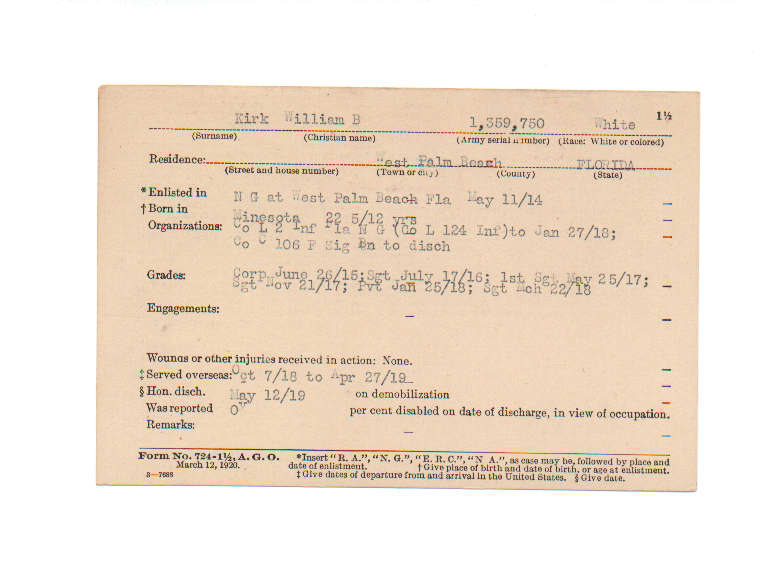 Kirk William B 1,359,750 White 1½
(Surname) (Christian name) (Army serial number) (Race: White or colored)
Residence: West Palm Beach FLORIDA
(Street and house number) (Town or city) (County) (State)
*Enlisted in N G at West Palm Beach Fla May 11/14
†Born in Minesota 22 5/12 yrs
Organizations: Co L 2 Inf Fla N G (Co L 124 Inf)to Jan 27/18;
Co C 106 F Sig Bn to disch
Grades: Corp June 26/15;Sgt July 17/16; 1st Sgt May 25/17;
Sgt Nov 21/17; Pvt Jan 25/18; Sgt Mch 22/18
Engagements: –
Wounds or other injuries received in action: None.
‡Served overseas: Oct 7/18 to Apr 27/19
§Hon. disch. May 12/19 on demobilization
Was reported 0% per cent disabled on date of discharge, in view of occupation.
Remarks: –
Form No. 724-1½, A. G. O. *Insert "R. A.", "N. G.", "E. R. C.", "N A.", as case may be, followed by place and
March 12, 1920. date of enlistment. †Give place of birth and date of birth, or age at enlistment.
3—7688 ‡Give dates of departure from and arrival in the United States. §Give date.